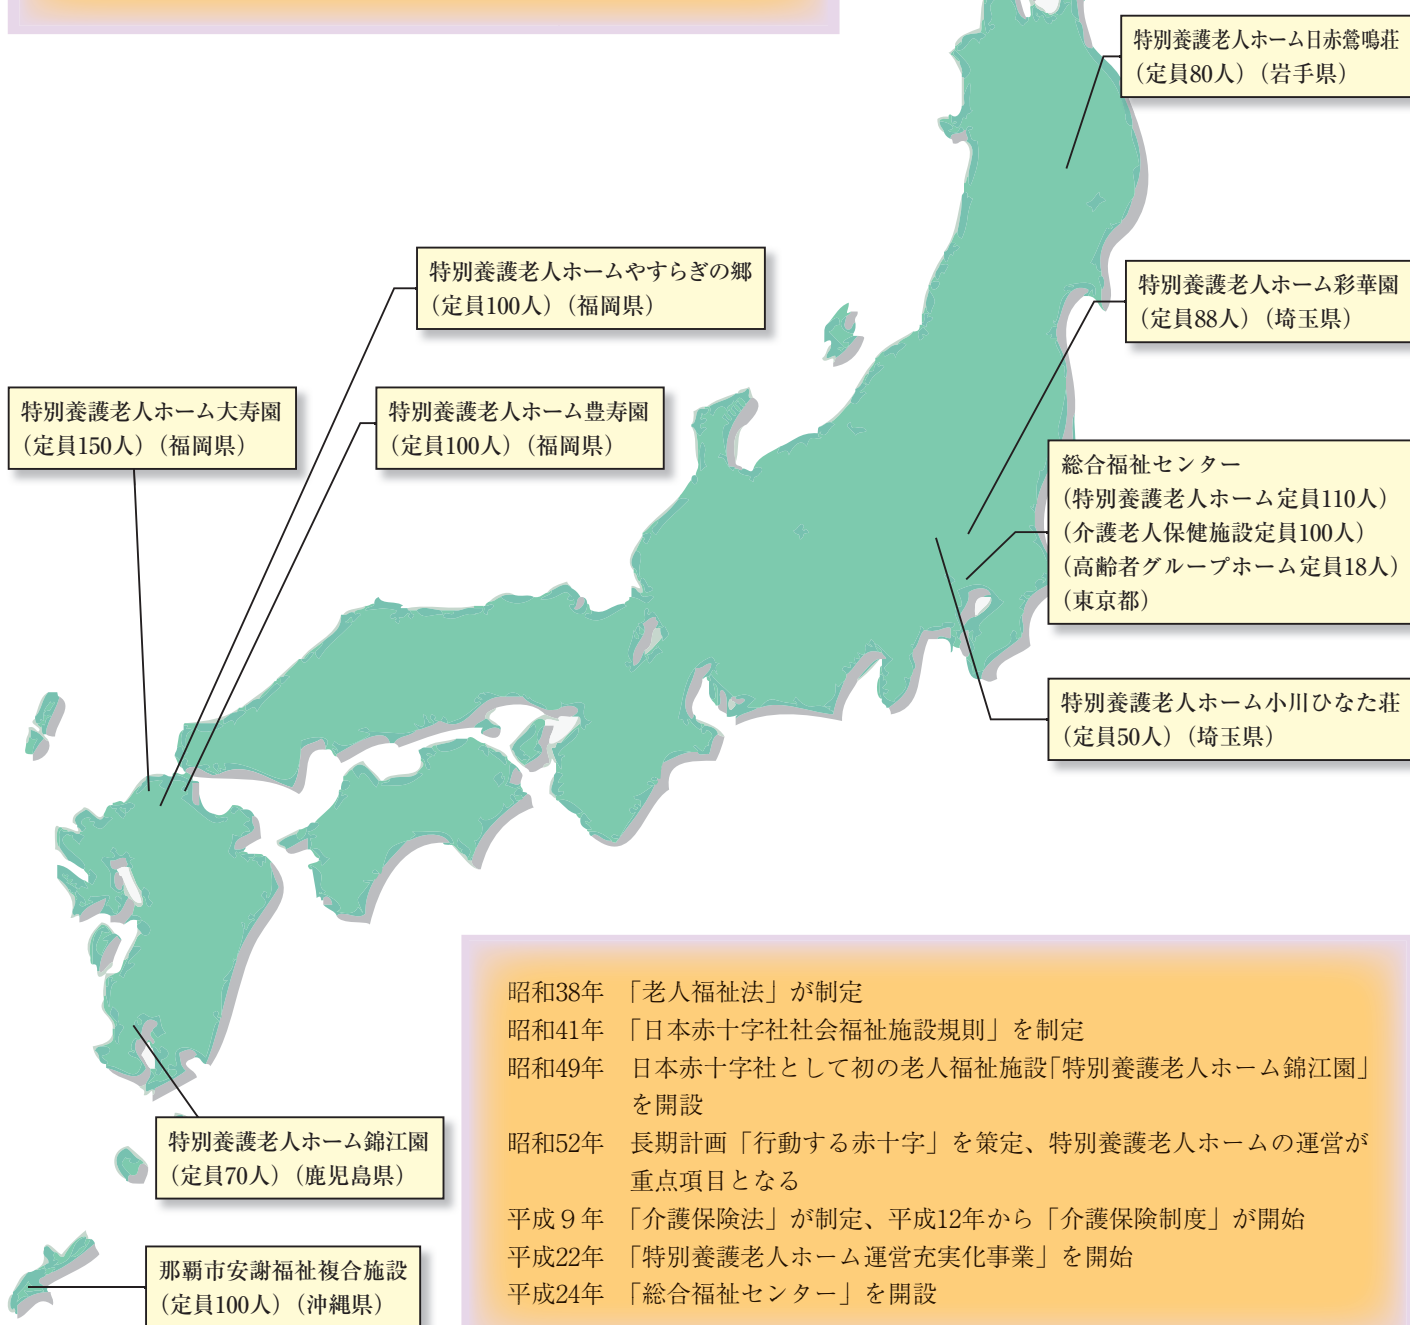 特別養護老人ホーム日赤鶯鳴荘
（定員80人）（岩手県）
特別養護老人ホームやすらぎの郷
（定員100人）（福岡県）
特別養護老人ホーム彩華園
（定員88人）（埼玉県）
特別養護老人ホーム大寿園
（定員150人）（福岡県）
特別養護老人ホーム豊寿園
（定員100人）（福岡県）
総合福祉センター
（特別養護老人ホーム定員110人）
（介護老人保健施設定員100人）
（高齢者グループホーム定員18人）
（東京都）
特別養護老人ホーム小川ひなた荘
（定員50人）（埼玉県）
特別養護老人ホーム錦江園
（定員70人）（鹿児島県）
那覇市安謝福祉複合施設
（定員100人）（沖縄県）
昭和38年　「老人福祉法」が制定
昭和41年　「日本赤十字社社会福祉施設規則」を制定
昭和49年　日本赤十字社として初の老人福祉施設「特別養護老人ホーム錦江園」
を開設
昭和52年　長期計画「行動する赤十字」を策定、特別養護老人ホームの運営が
重点項目となる
平成９年　「介護保険法」が制定、平成12年から「介護保険制度」が開始
平成22年　「特別養護老人ホーム運営充実化事業」を開始
平成24年　「総合福祉センター」を開設